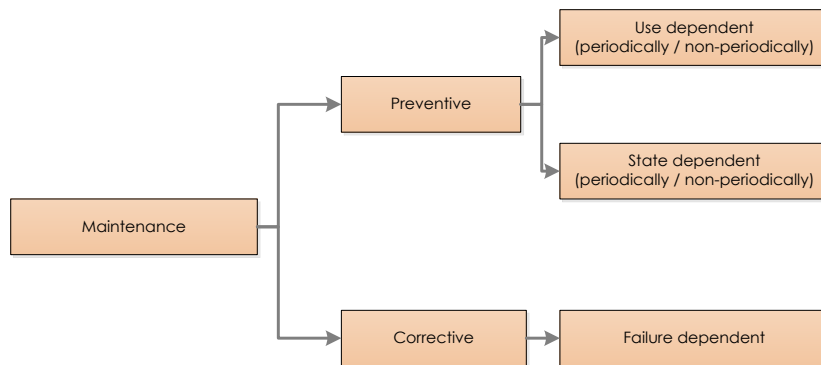 Use dependent
(periodically / non-periodically)
Preventive
State dependent
(periodically / non-periodically)
Maintenance
Corrective
Failure dependent